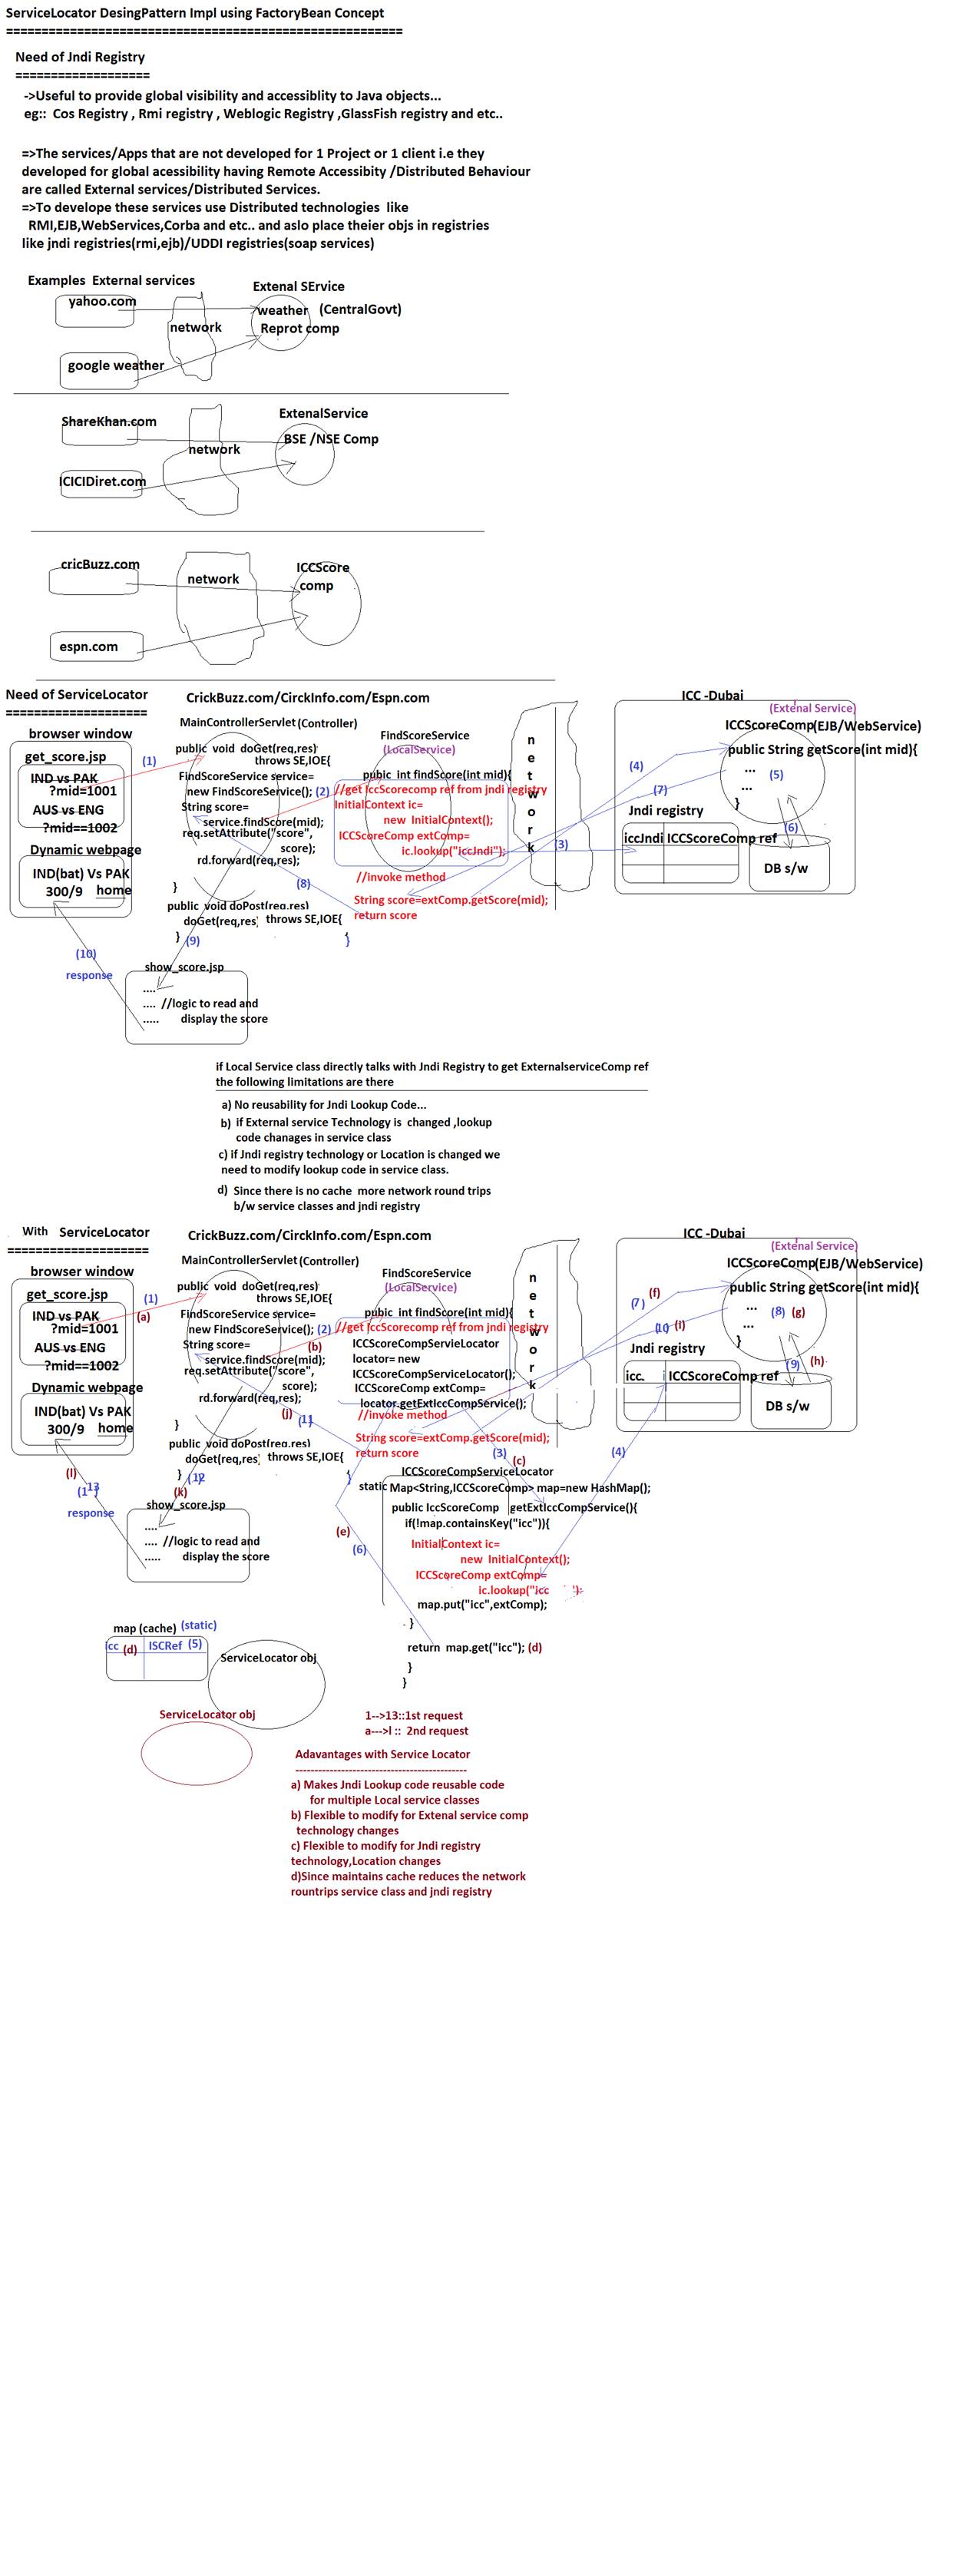 ServiceLocator DesingPattern Impl using FactoryBean Concept
========================================================
Need of Jndi Registry
===================
->Useful to provide global visibility and accessiblity to Java objects...
eg:: Cos Registry , Rmi registry , Weblogic Registry ,GlassFish registry and etc..
=>The services/Apps that are not developed for 1 Project or 1 client i.e they
developed for global acessibility having Remote Accessibity /Distributed Behaviour
are called External services/Distributed Services.
=>To develope these services use Distributed technologies like
RMI,EJB,WebServices,Corba and etc.. and aslo place theier objs in registries
like jndi registries(rmi,ejb)/UDDI registries(soap services)
Examples External services
Extenal SErvice
yahoo.com
weather (CentralGovt)
network
Reprot comp
google weather
ExtenalService
ShareKhan.com
BSE /NSE Comp
network
ICICIDiret.com
cricBuzz.com
ICCScore
network
comp
espn.com
Need of ServiceLocator
====================
CrickBuzz.com/CirckInfo.com/Espn.com
ICC -Dubai
(Extenal Service)
browser window
MainControllerServlet (Controller)
FindScoreService
(LocalService)
ICCScoreComp(EJB/WebService)
get_score.jsp
(1)
public void doGet(req,res)
throws SE,IOE{
n
e
t
w
o
r
k
public String getScore(int mid){
IND vs PAK
?mid=1001
FindScoreService service=
new FindScoreService(); (2)
pubic int findScore(int mid){
//get IccScorecomp ref from jndi registry
(4)
(7)
...
(5)
...
}
AUS vs ENG
?mid==1002
String score=
service.findScore(mid);
InitialContext ic=
new InitialContext();
Jndi registry
(6)
req.setAttribute("score",
score);
ICCScoreComp extComp=
ic.lookup("iccJndi");
(3)
iccJndi ICCScoreComp ref
Dynamic webpage
rd.forward(req,res);
IND(bat) Vs PAK
300/9 home
}
(8)
//invoke method
DB s/w
String score=extComp.getScore(mid);
return score
public void doPost(req,res)
throws SE,IOE{
doGet(req,res)
} (9)
}
(10)
response
show_score.jsp
....
.... //logic to read and
..... display the score
if Local Service class directly talks with Jndi Registry to get ExternalserviceComp ref
the following limitations are there
a) No reusability for Jndi Lookup Code...
b) if External service Technology is changed ,lookup
code chanages in service class
c) if Jndi registry technology or Location is changed we
need to modify lookup code in service class.
d) Since there is no cache more network round trips
b/w service classes and jndi registry
With ServiceLocator
====================
CrickBuzz.com/CirckInfo.com/Espn.com
ICC -Dubai
(Extenal Service)
browser window
MainControllerServlet (Controller)
FindScoreService
(LocalService)
ICCScoreComp(EJB/WebService)
get_score.jsp
(1)
(a)
public void doGet(req,res)
throws SE,IOE{
n
e
t
w
o
r
k
public String getScore(int mid){
IND vs PAK
?mid=1001
FindScoreService service=
new FindScoreService(); (2)
pubic int findScore(int mid){
//get IccScorecomp ref from jndi registry
(f)
(7)
(10) (i)
...
(8) (g)
...
}
AUS vs ENG
?mid==1002
String score= (b)
service.findScore(mid);
ICCScoreCompServieLocator
locator= new
ICCScoreCompServiceLocator();
Jndi registry
(9) (h)
req.setAttribute("score",
score);
ICCScoreComp extComp=
locator.getExtIccCompService();
icc. ICCScoreComp ref
Dynamic webpage
rd.forward(req,res);
IND(bat) Vs PAK
300/9 home
}
(j) (11
//invoke method
DB s/w
String score=extComp.getScore(mid);
return score
public void doPost(req,res)
throws SE,IOE{
doGet(req,res)
} (12
(k)
}
(3) (c)
(4)
(l)
13
response
show_score.jsp
....
.... //logic to read and
..... display the score
ICCScoreCompServiceLocator
static Map<String,ICCScoreComp> map=new HashMap();
public IccScoreComp getExtIccCompService(){
if(!map.containsKey("icc")){
(e)
(6)
InitialContext ic=
new InitialContext();
ICCScoreComp extComp=
ic.lookup("icc ");
map.put("icc",extComp);
}
return map.get("icc"); (d)
}
}
map (cache) (static)
Icc (d) ISCRef (5)
ServiceLocator obj
ServiceLocator obj
1-->13::1st request
a--->l :: 2nd request
Adavantages with Service Locator
---------------------------------------------
a) Makes Jndi Lookup code reusable code
for multiple Local service classes
b) Flexible to modify for Extenal service comp
technology changes
c) Flexible to modify for Jndi registry
technology,Location changes
d)Since maintains cache reduces the network
rountrips service class and jndi registry